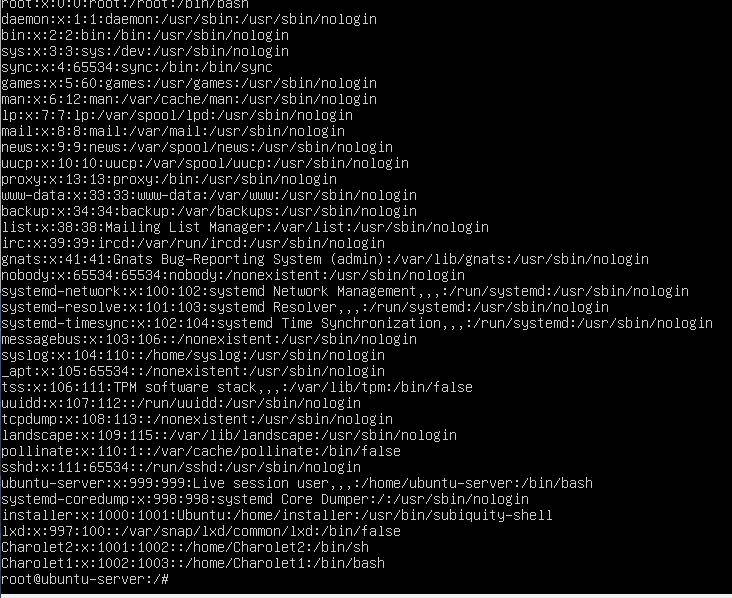 root:x:0:0:root:/root:/bin/bash
daemon:x:1:1:daemon:/usr/sbin:/usr/sbin/nologin
bin:x:2:2:bin:/bin:/usr/sbin/nologin
sys:x:3:3:sys:/dev:/usr/sbin/nologin
sync:x:4:65534:sync:/bin:/bin/sync
games:x:5:60:games:/usr/games:/usr/sbin/nologin
man:x:6:12:man:/var/cache/man:/usr/sbin/nologin
lp:x:7:7:lp:/var/spool/lpd:/usr/sbin/nologin
mail:x:8:8:mail:/var/mail:/usr/sbin/nologin
news:x:9:9:news:/var/spool/news:/usr/sbin/nologin
uucp:x:10:10:uucp:/var/spool/uucp:/usr/sbin/nologin
proxy:x:13:13:proxy:/bin:/usr/sbin/nologin
www-data:x:33:33:www-data:/var/www:/usr/sbin/nologin
backup:x:34:34:backup:/var/backups:/usr/sbin/nologin
list:x:38:38:Mailing List Manager:/var/list:/usr/sbin/nologin
irc:x:39:39:ircd:/var/run/ircd:/usr/sbin/nologin
gnats:x:41:41:Gnats Bug-Reporting System (admin):/var/lib/gnats:/usr/sbin/nologin
nobody:x:65534:65534:nobody:/nonexistent:/usr/sbin/nologin
systemd-network:x:100:102:systemd Network Management,,,:/run/systemd:/usr/sbin/nologin
systemd-resolve:x:101:103:systemd Resolver,,,:/run/systemd:/usr/sbin/nologin
systemd-timesync:x:102:104:systemd Time Synchronization,,,:/run/systemd:/usr/sbin/nologin
messagebus:x:103:106::/nonexistent:/usr/sbin/nologin
syslog:x:104:110::/home/syslog:/usr/sbin/nologin
_apt:x:105:65534::/nonexistent:/usr/sbin/nologin
tss:x:106:111:TPM software stack,,,:/var/lib/tpm:/bin/false
uuidd:x:107:112::/run/uuidd:/usr/sbin/nologin
tcpdump:x:108:113::/nonexistent:/usr/sbin/nologin
landscape:x:109:115::/var/lib/landscape:/usr/sbin/nologin
pollinate:x:110:1::/var/cache/pollinate:/bin/false
sshd:x:111:65534::/run/sshd:/usr/sbin/nologin
ubuntu-server:x:999:999:Live session user,,,:/home/ubuntu-server:/bin/bash
systemd-coredump:x:998:998:systemd Core Dumper:/:/usr/sbin/nologin
installer:x:1000:1001:Ubuntu:/home/installer:/usr/bin/subiquity-shell
lxd:x:997:100::/var/snap/lxd/common/lxd:/bin/false
Charolet2:x:1001:1002::/home/Charolet2:/bin/sh
Charolet1:x:1002:1003::/home/Charolet1:/bin/bash
root@ubuntu-server:/#